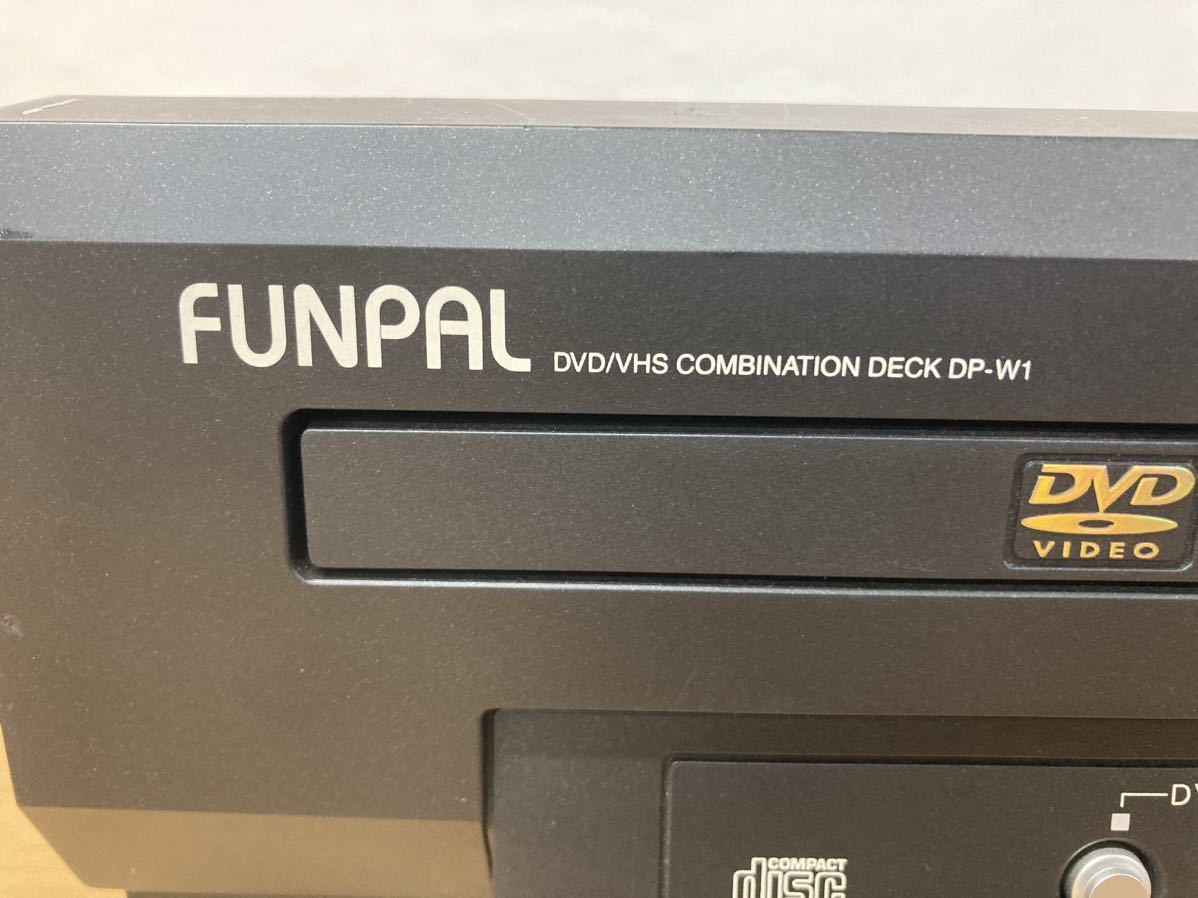 FUNPAL
DVD/VHS COMBINATION DECK DP-W1
DVD
VIDEO
COMPACT
disc